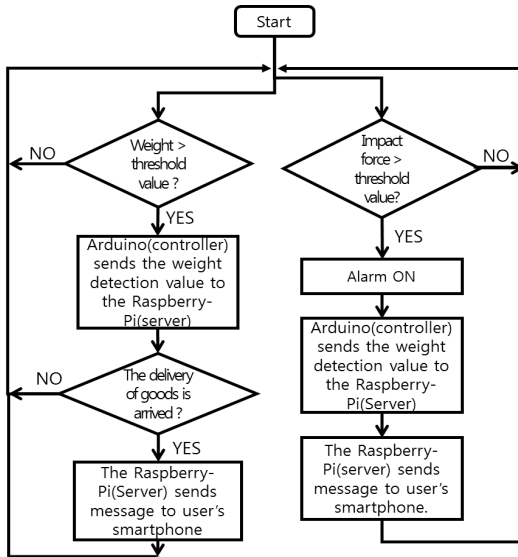 Start
Weight >
threshold
value ?
NO
YES
Arduino(controller)
sends the weight
detection value to
the Raspberry-
Pi(server)
The delivery
of goods is
arrived ?
NO
YES
The Raspberry-
Pi(Server) sends
message to user's
smartphone
Impact
force >
threshold
value?
NO
YES
Alarm ON
Arduino(controller)
sends the weight
detection value to
the Raspberry-
Pi(Server)
The Raspberry-
Pi(server) sends
message to user's
smartphone.